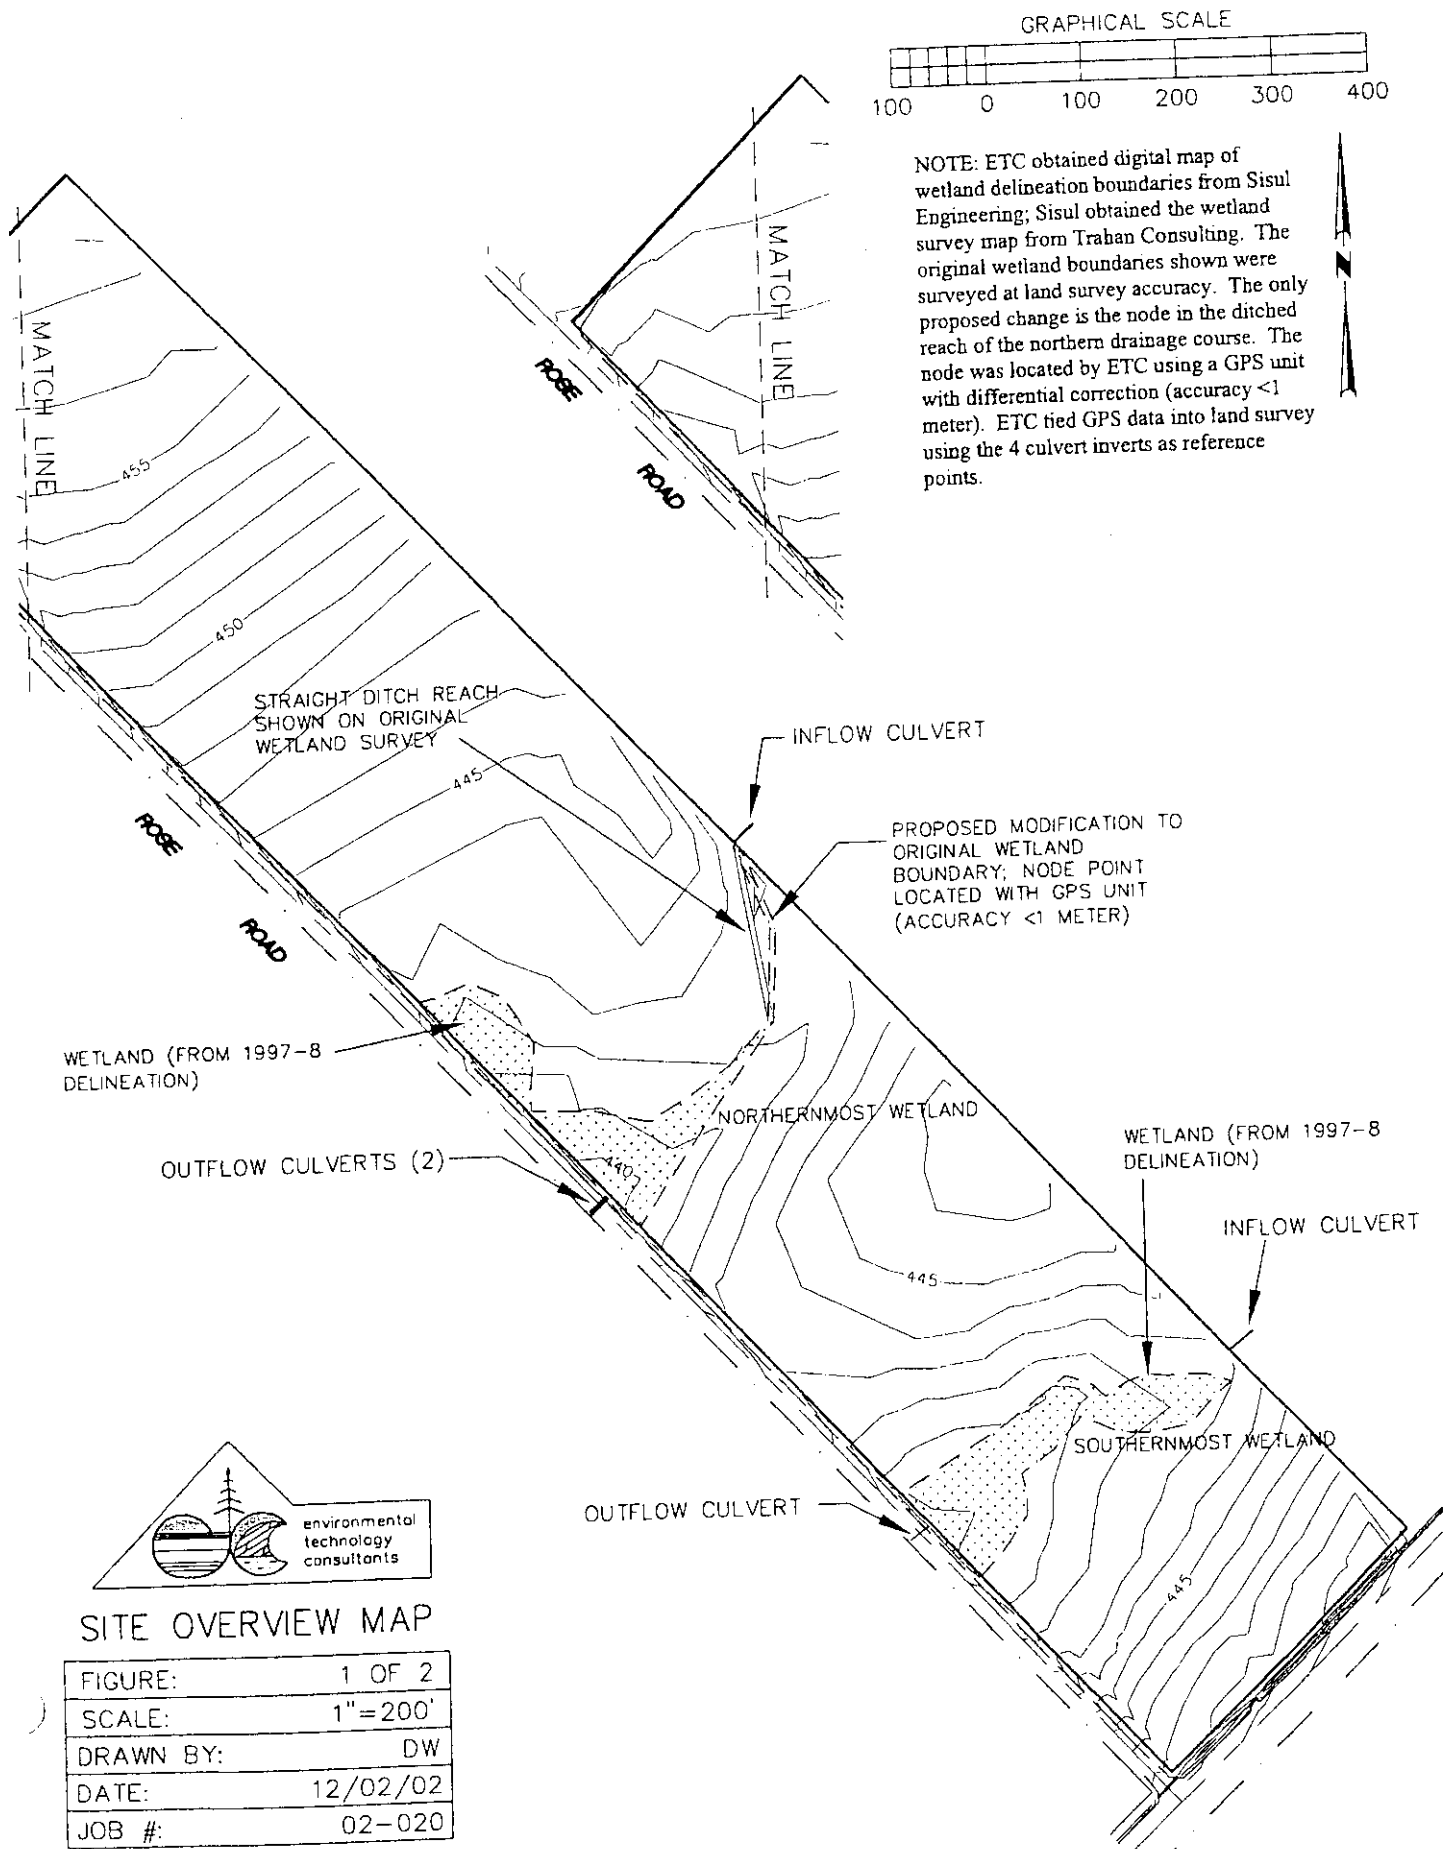 GRAPHICAL SCALE
100 0 100 200 300 400
NOTE: ETC obtained digital map of
wetland delineation boundaries from Sisul
Engineering; Sisul obtained the wetland
survey map from Trahan Consulting. The
original wetland boundaries shown were
surveyed at land survey accuracy. The only
proposed change is the node in the ditched
reach of the northern drainage course. The
node was located by ETC using a GPS unit
with differential correction (accuracy <1
meter). ETC tied GPS data into land survey
using the 4 culvert inverts as reference
points.
N
MATCH LINE
MATCH LINE
ROSE
ROAD
455
450
STRAIGHT DITCH REACH
SHOWN ON ORIGINAL
WETLAND SURVEY
445
INFLOW CULVERT
ROSE
ROAD
PROPOSED MODIFICATION TO
ORIGINAL WETLAND
BOUNDARY; NODE POINT
LOCATED WITH GPS UNIT
(ACCURACY <1 METER)
WETLAND (FROM 1997-8
DELINEATION)
NORTHERNMOST WETLAND
OUTFLOW CULVERTS (2)
440
WETLAND (FROM 1997-8
DELINEATION)
INFLOW CULVERT
445
SOUTHERNMOST WETLAND
OUTFLOW CULVERT
445
environmental
technology
consultants
SITE OVERVIEW MAP
FIGURE: 1 OF 2
SCALE: 1"=200'
DRAWN BY: DW
DATE: 12/02/02
JOB #: 02-020